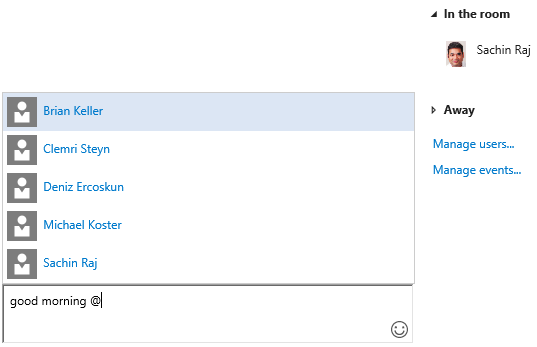 In the room
Sachin Raj
Away
Manage users...
Manage events...
Brian Keller
Clemri Steyn
Deniz Ercoskun
Michael Koster
Sachin Raj
good morning @